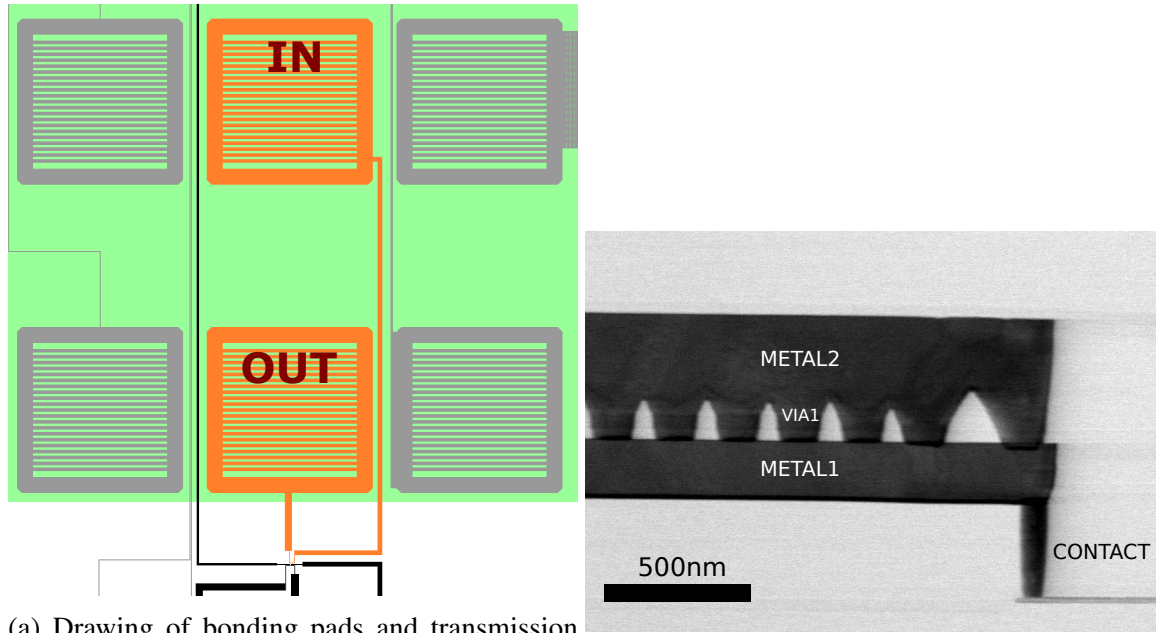 IN
OUT
METAL2
VIA1
METAL1
CONTACT
500nm
(a) Drawing of bonding pads and transmission